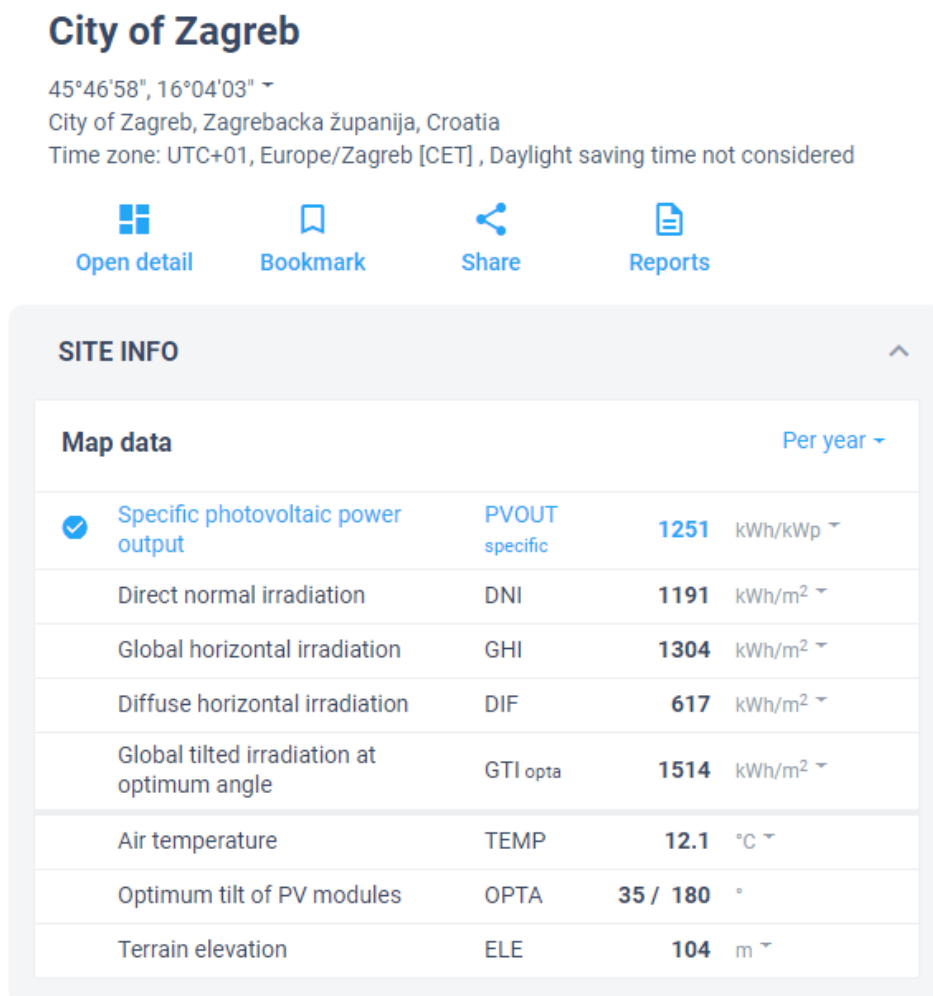 City of Zagreb
45°46'58", 16°04'03"
City of Zagreb, Zagrebacka županija, Croatia
Time zone: UTC+01, Europe/Zagreb [CET] , Daylight saving time not considered
Open detail Bookmark Share Reports
SITE INFO
Map data Per year
Specific photovoltaic power output PVOUT specific 1251 kWh/kWp
Direct normal irradiation DNI 1191 kWh/m²
Global horizontal irradiation GHI 1304 kWh/m²
Diffuse horizontal irradiation DIF 617 kWh/m²
Global tilted irradiation at optimum angle GTI opta 1514 kWh/m²
Air temperature TEMP 12.1 °C
Optimum tilt of PV modules OPTA 35 / 180 °
Terrain elevation ELE 104 m